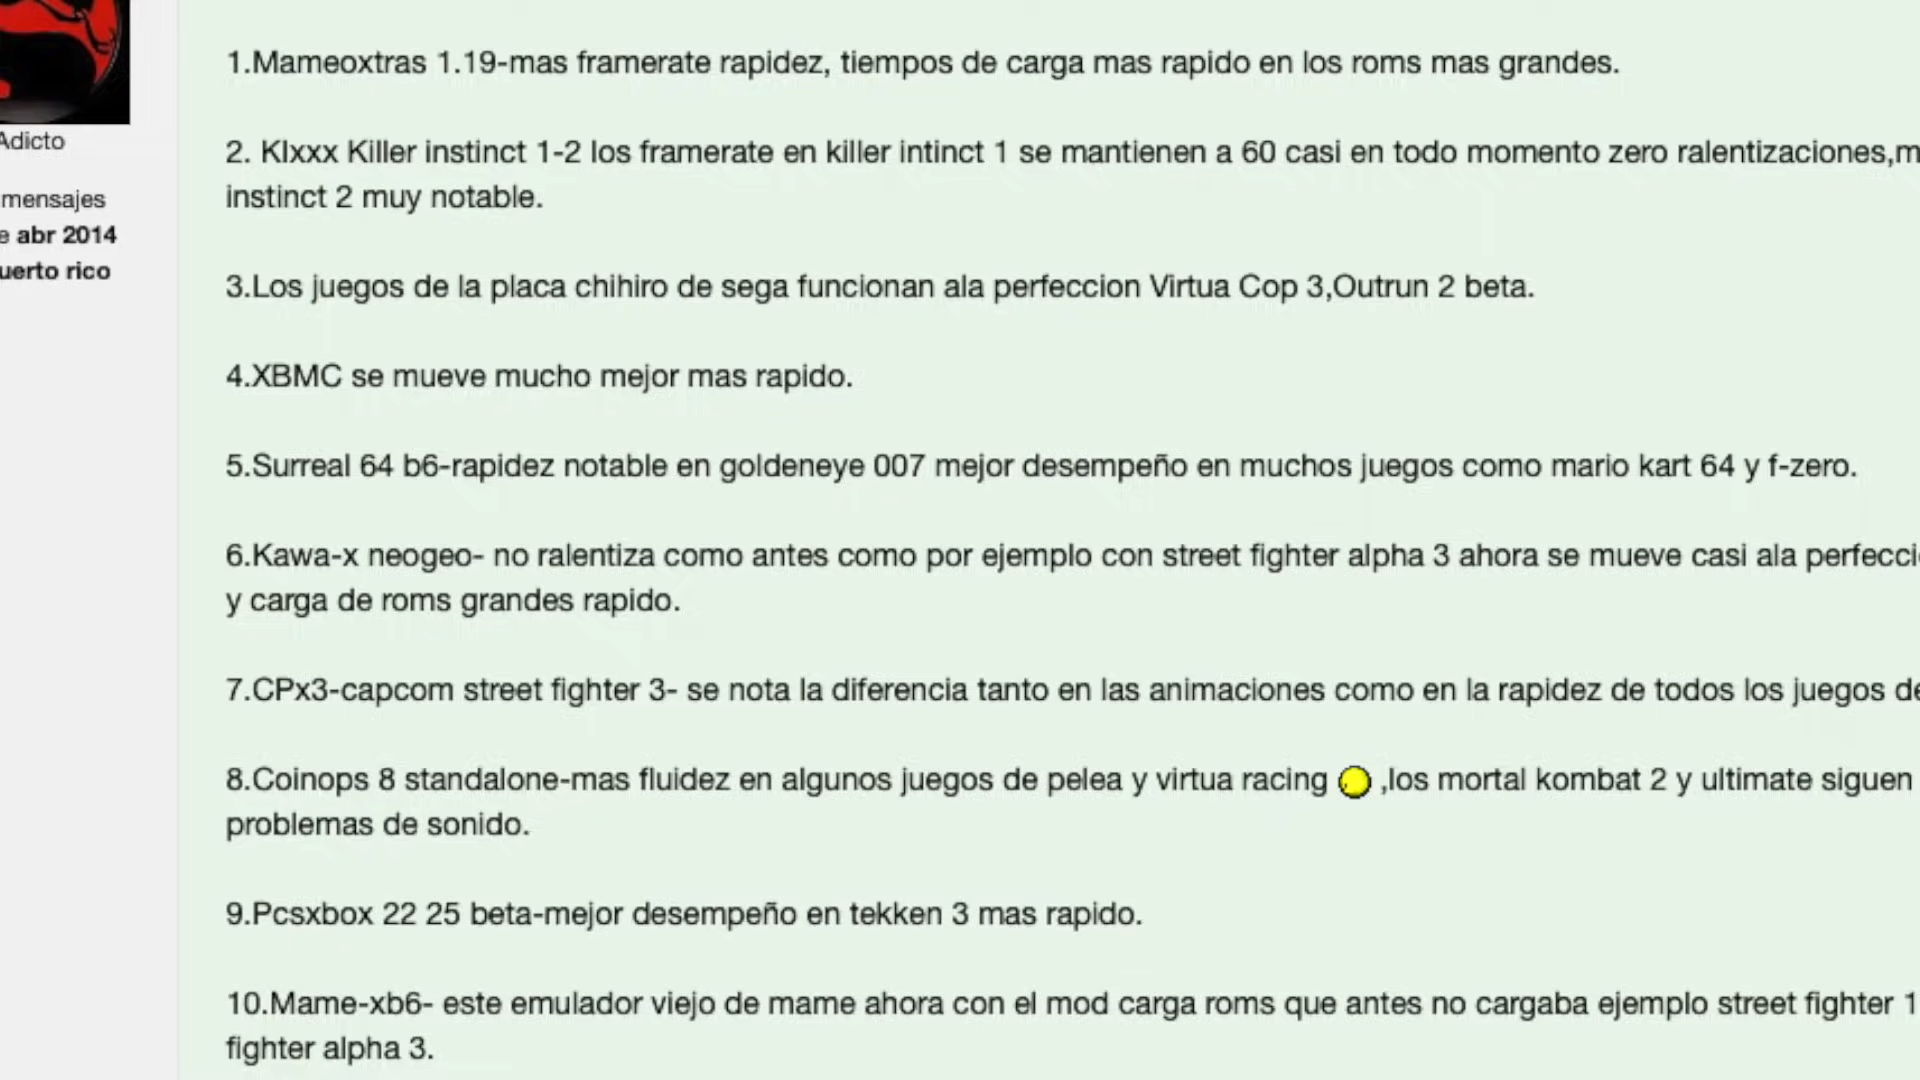 1.Mameoxtras 1.19-mas framerate rapidez, tiempos de carga mas rapido en los roms mas grandes.
Adicto
2. KIxxx Killer instinct 1-2 los framerate en killer intinct 1 se mantienen a 60 casi en todo momento zero ralentizaciones,m
instinct 2 muy notable.
mensajes
e abr 2014
uerto rico
3.Los juegos de la placa chihiro de sega funcionan ala perfeccion Virtua Cop 3,Outrun 2 beta.
4.XBMC se mueve mucho mejor mas rapido.
5.Surreal 64 b6-rapidez notable en goldeneye 007 mejor desempeño en muchos juegos como mario kart 64 y f-zero.
6.Kawa-x neogeo- no ralentiza como antes como por ejemplo con street fighter alpha 3 ahora se mueve casi ala perfecci
y carga de roms grandes rapido.
7.CPx3-capcom street fighter 3- se nota la diferencia tanto en las animaciones como en la rapidez de todos los juegos de
8.Coinops 8 standalone-mas fluidez en algunos juegos de pelea y virtua racing ,los mortal kombat 2 y ultimate siguen
problemas de sonido.
9.Pcsxbox 22 25 beta-mejor desempeño en tekken 3 mas rapido.
10.Mame-xb6- este emulador viejo de mame ahora con el mod carga roms que antes no cargaba ejemplo street fighter 1
fighter alpha 3.